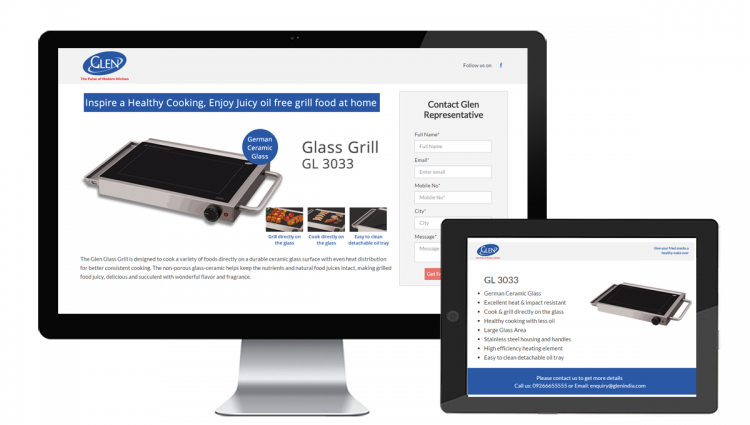 GLEN
The Pulse of Modern Kitchen
Follow us on f
Inspire a Healthy Cooking, Enjoy Juicy oil free grill food at home
German
Ceramic
Glass
Glass Grill
GL 3033
Grill directly on
the glass
Cook directly on
the glass
Easy to clean
detachable oil tray
The Glen Glass Grill is designed to cook a variety of foods directly on a durable ceramic glass surface with even heat distribution
for better consistent cooking. The non-porous glass-ceramic helps keep the nutrients and natural food juices intact, making grilled
food juicy, delicious and succulent with wonderful flavor and fragrance.
Contact Glen
Representative
Full Name*
Full Name
Email*
Enter email
Mobile No*
Mobile No*
City*
City
Message*
Message
Get F
GLEN
Give your fried snacks a
healthy make over
GL 3033
• German Ceramic Glass
• Excellent heat & impact resistant
• Cook & grill directly on the glass
• Healthy cooking with less oil
• Large Glass Area
• Stainless steel housing and handles
• High efficiency heating element
• Easy to clean detachable oil tray
Please contact us to get more details
Call us: 09266655555 or Email: enquiry@glenindia.com